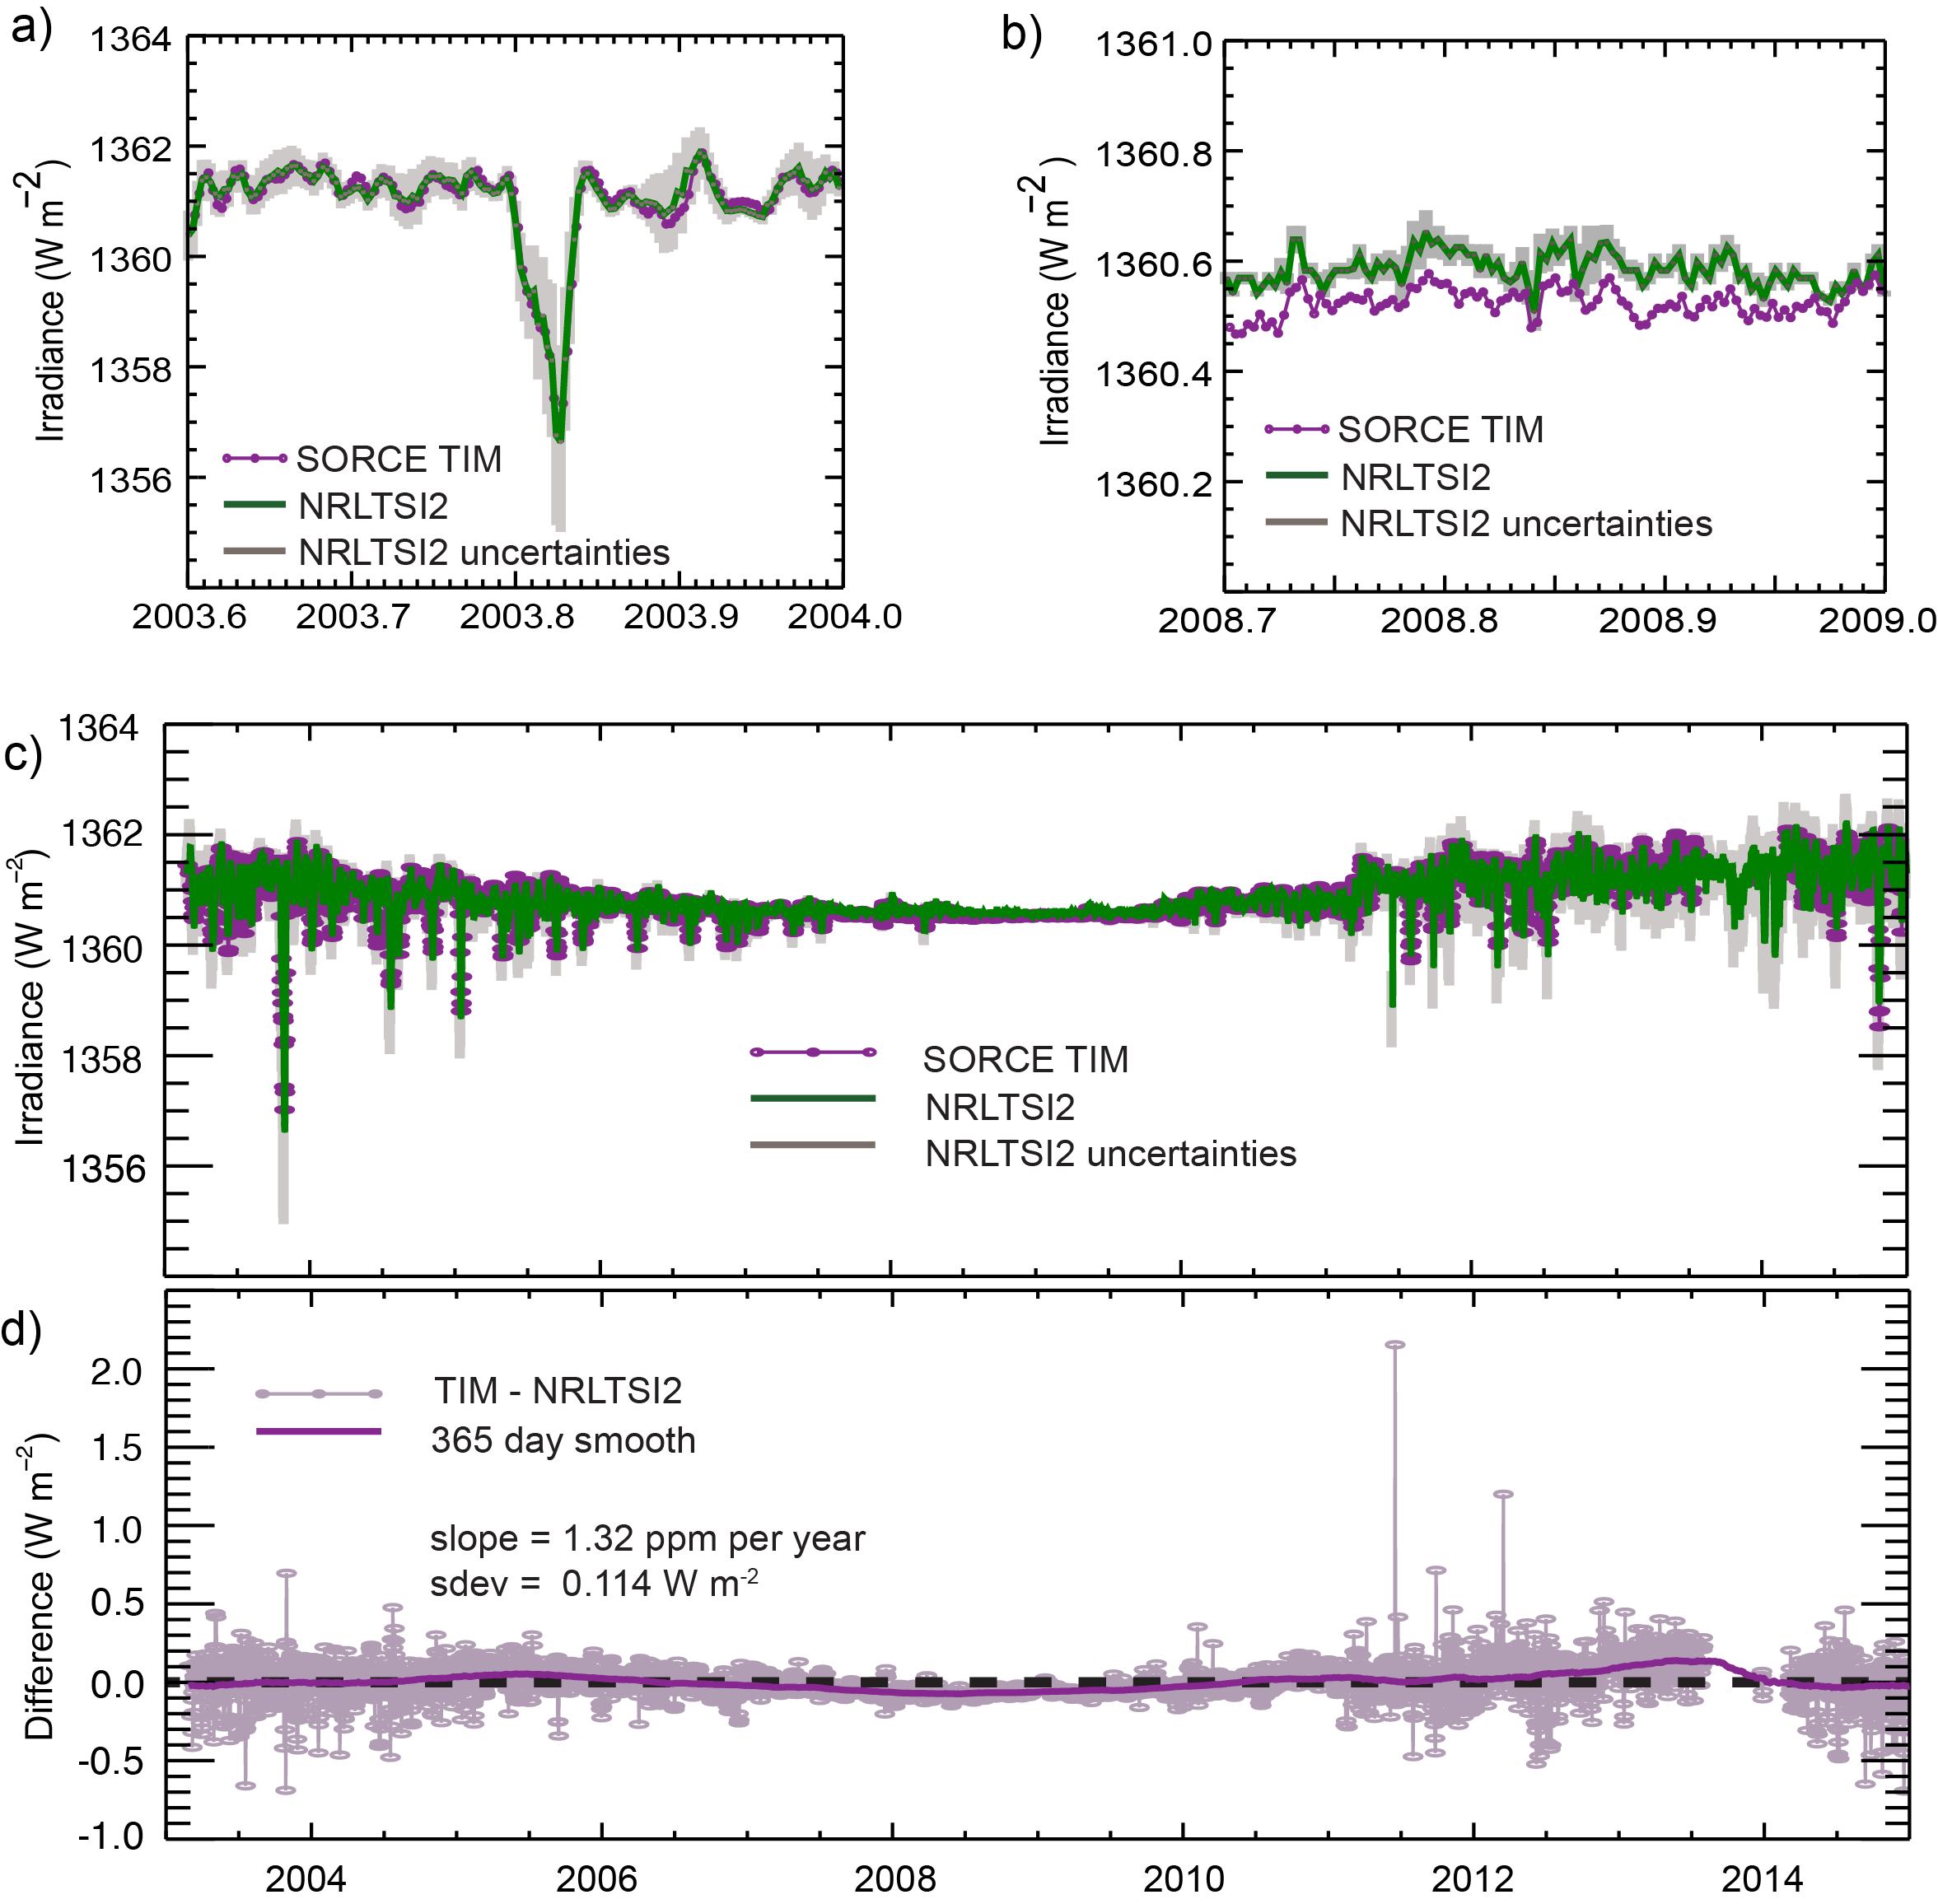 a)
1364
1362
1360
1358
1356
Irradiance (W m−2)
SORCE TIM
NRLTSI2
NRLTSI2 uncertainties
2003.6 2003.7 2003.8 2003.9 2004.0
b)
1361.0
1360.8
1360.6
1360.4
1360.2
Irradiance (W m−2)
SORCE TIM
NRLTSI2
NRLTSI2 uncertainties
2008.7 2008.8 2008.9 2009.0
c)
1364
1362
1360
1358
1356
Irradiance (W m−2)
SORCE TIM
NRLTSI2
NRLTSI2 uncertainties
d)
2.0
1.5
1.0
0.5
0.0
-0.5
-1.0
Difference (W m−2)
TIM - NRLTSI2
365 day smooth
slope = 1.32 ppm per year
sdev = 0.114 W m-2
2004 2006 2008 2010 2012 2014